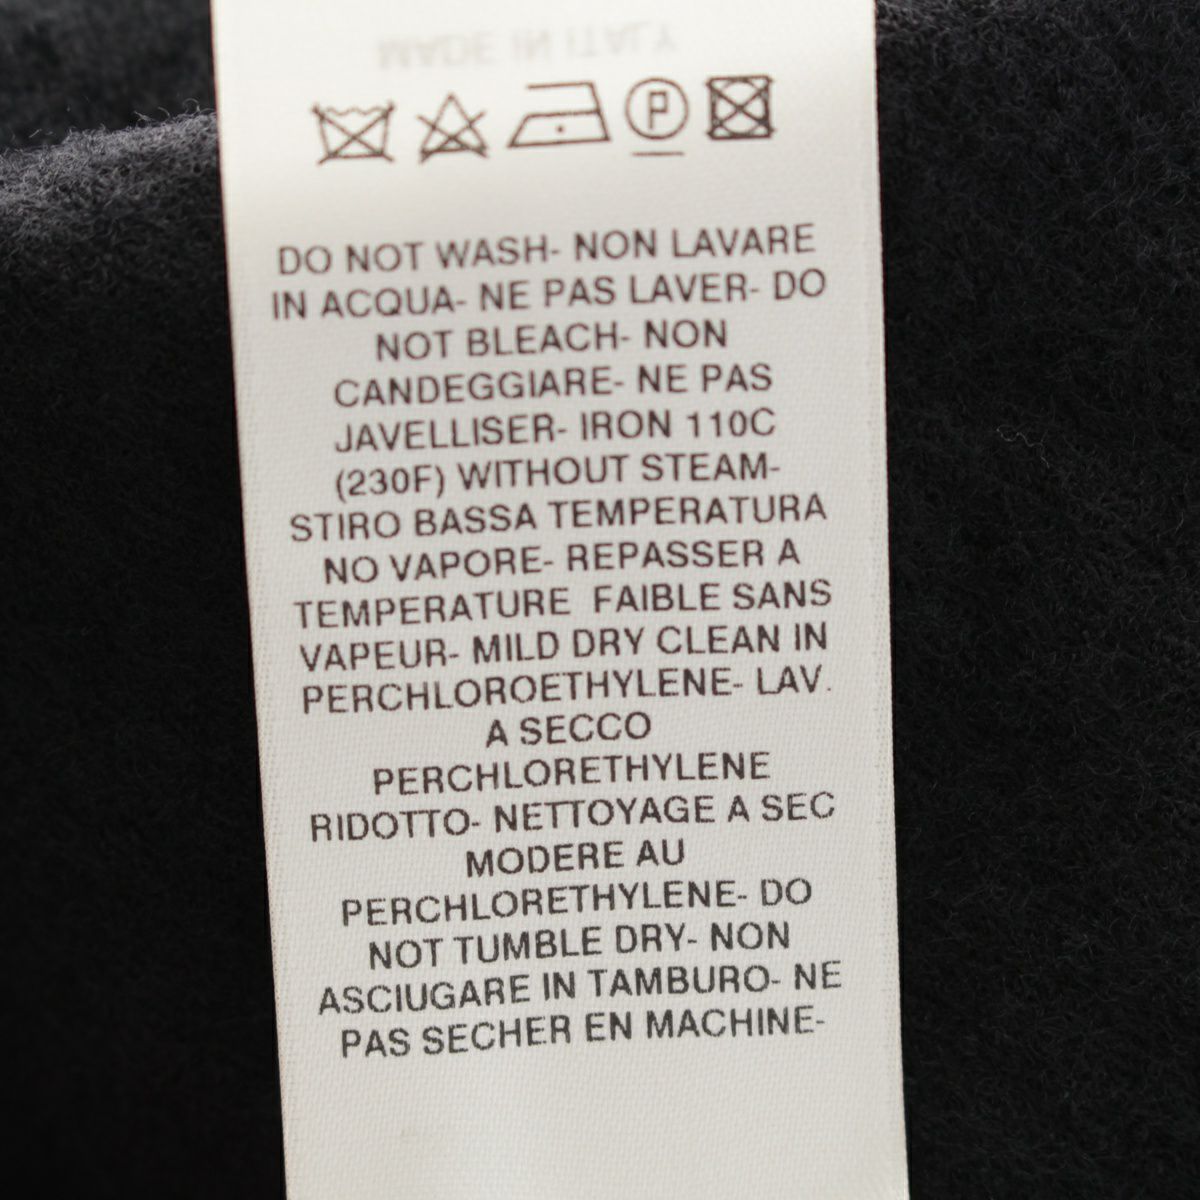 MADE IN ITALY
P
DO NOT WASH- NON LAVARE
IN ACQUA- NE PAS LAVER- DO
NOT BLEACH- NON
CANDEGGIARE- NE PAS
JAVELLISER- IRON 110C
(230F) WITHOUT STEAM-
STIRO BASSA TEMPERATURA
NO VAPORE- REPASSER A
TEMPERATURE FAIBLE SANS
VAPEUR- MILD DRY CLEAN IN
PERCHLOROETHYLENE- LAV.
A SECCO
PERCHLORETHYLENE
RIDOTTO- NETTOYAGE A SEC
MODERE AU
PERCHLORETHYLENE- DO
NOT TUMBLE DRY- NON
ASCIUGARE IN TAMBURO- NE
PAS SECHER EN MACHINE-